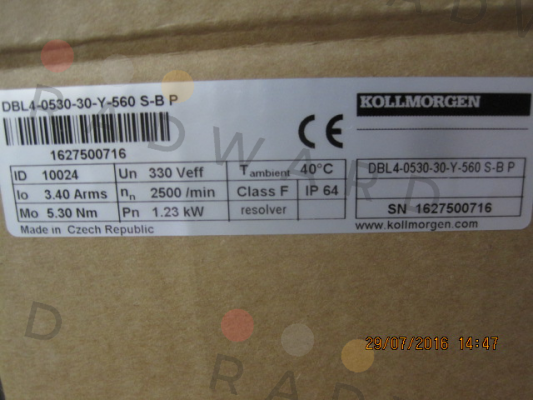 DBL4-0530-30-Y-560 S-B P
1627500716
ID 10024 Un 330 Veff Tambient 40°C
Io 3.40 Arms nn 2500 /min Class F IP 64
Mo 5.30 Nm Pn 1.23 kW resolver
Made in Czech Republic
CE
KOLLMORGEN
DBL4-0530-30-Y-560 S-B P
SN 1627500716
www.kollmorgen.com
29/07/2016 14:47
RADWARD
RADWARD